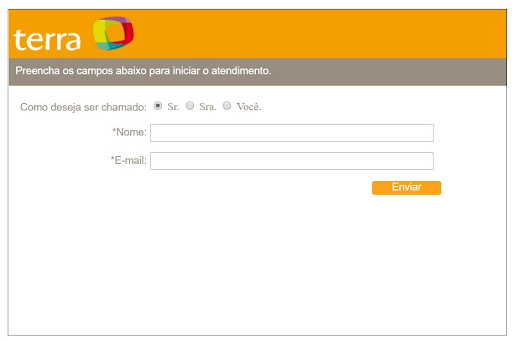 terra
Preencha os campos abaixo para iniciar o atendimento.
Como deseja ser chamado: Sr. Sra. Você.
*Nome:
*E-mail:
Enviar